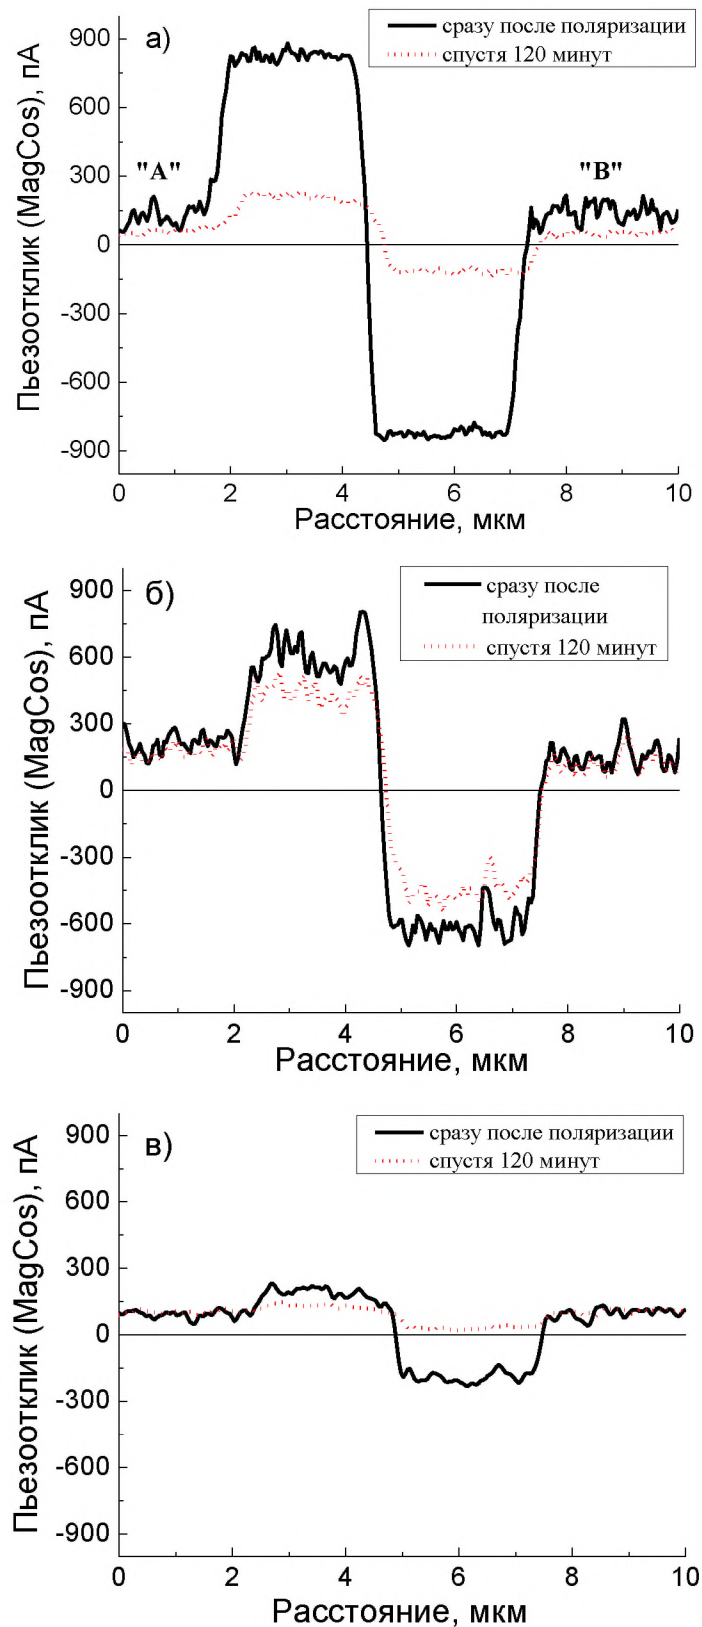 а)
сразу после поляризации
спустя 120 минут
"A"
"B"
Пьезоотклик (MagCos), пА
900
600
300
0
-300
-600
-900
0 2 4 6 8 10
Расстояние, мкм
б)
сразу после
поляризации
спустя 120 минут
Пьезоотклик (MagCos), пА
900
600
300
0
-300
-600
-900
0 2 4 6 8 10
Расстояние, мкм
в)
сразу после поляризации
спустя 120 минут
Пьезоотклик (MagCos), пА
900
600
300
0
-300
-600
-900
0 2 4 6 8 10
Расстояние, мкм